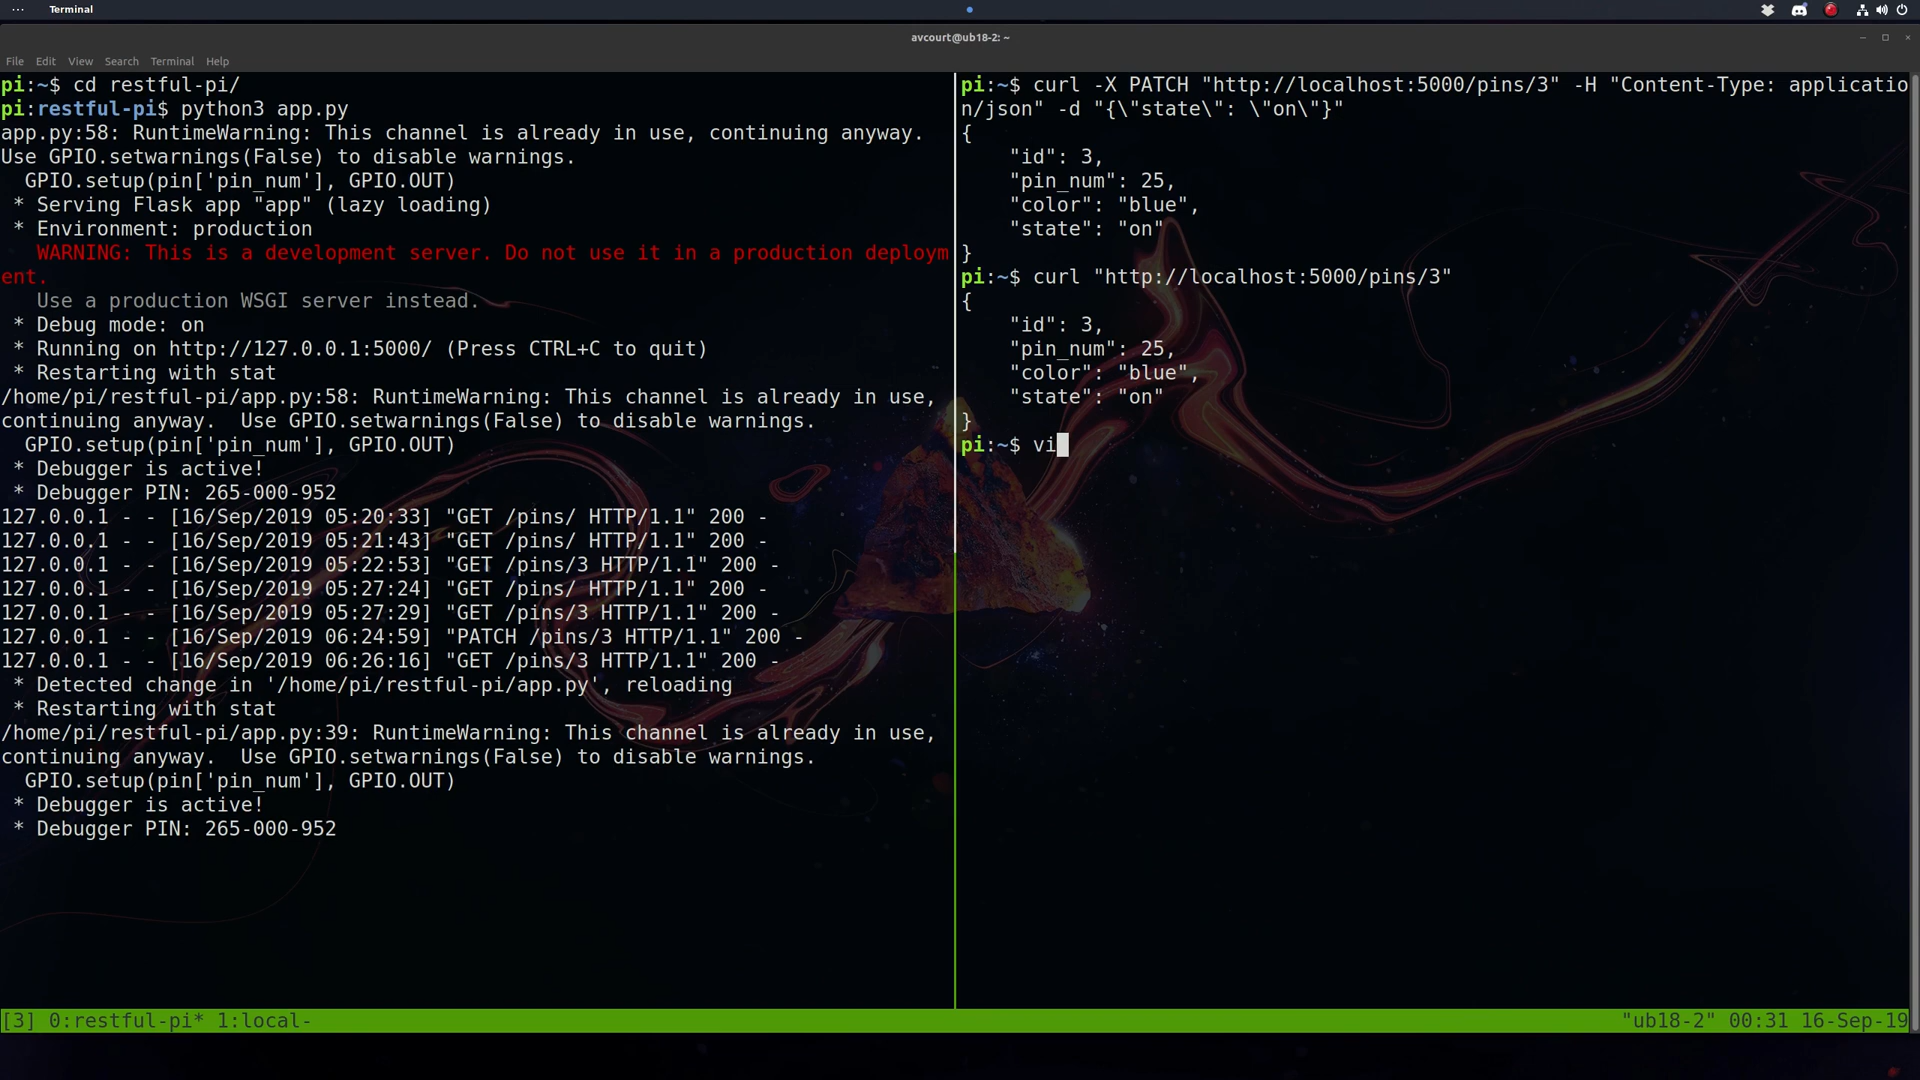 Terminal
avcourt@ub18-2: ~
File Edit View Search Terminal Help
pi:~$ cd restful-pi/
pi:restful-pi$ python3 app.py
app.py:58: RuntimeWarning: This channel is already in use, continuing anyway.
Use GPIO.setwarnings(False) to disable warnings.
  GPIO.setup(pin['pin_num'], GPIO.OUT)
 * Serving Flask app "app" (lazy loading)
 * Environment: production
   WARNING: This is a development server. Do not use it in a production deploym
ent.
   Use a production WSGI server instead.
 * Debug mode: on
 * Running on http://127.0.0.1:5000/ (Press CTRL+C to quit)
 * Restarting with stat
/home/pi/restful-pi/app.py:58: RuntimeWarning: This channel is already in use,
continuing anyway.  Use GPIO.setwarnings(False) to disable warnings.
  GPIO.setup(pin['pin_num'], GPIO.OUT)
 * Debugger is active!
 * Debugger PIN: 265-000-952
127.0.0.1 - - [16/Sep/2019 05:20:33] "GET /pins/ HTTP/1.1" 200 -
127.0.0.1 - - [16/Sep/2019 05:21:43] "GET /pins/ HTTP/1.1" 200 -
127.0.0.1 - - [16/Sep/2019 05:22:53] "GET /pins/3 HTTP/1.1" 200 -
127.0.0.1 - - [16/Sep/2019 05:27:24] "GET /pins/ HTTP/1.1" 200 -
127.0.0.1 - - [16/Sep/2019 05:27:29] "GET /pins/3 HTTP/1.1" 200 -
127.0.0.1 - - [16/Sep/2019 06:24:59] "PATCH /pins/3 HTTP/1.1" 200 -
127.0.0.1 - - [16/Sep/2019 06:26:16] "GET /pins/3 HTTP/1.1" 200 -
 * Detected change in '/home/pi/restful-pi/app.py', reloading
 * Restarting with stat
/home/pi/restful-pi/app.py:39: RuntimeWarning: This channel is already in use,
continuing anyway.  Use GPIO.setwarnings(False) to disable warnings.
  GPIO.setup(pin['pin_num'], GPIO.OUT)
 * Debugger is active!
 * Debugger PIN: 265-000-952
pi:~$ curl -X PATCH "http://localhost:5000/pins/3" -H "Content-Type: applicatio
n/json" -d "{\"state\": \"on\"}"
{
    "id": 3,
    "pin_num": 25,
    "color": "blue",
    "state": "on"
}
pi:~$ curl "http://localhost:5000/pins/3"
{
    "id": 3,
    "pin_num": 25,
    "color": "blue",
    "state": "on"
}
pi:~$ vi
[3] 0:restful-pi* 1:local-
"ub18-2" 00:31 16-Sep-19